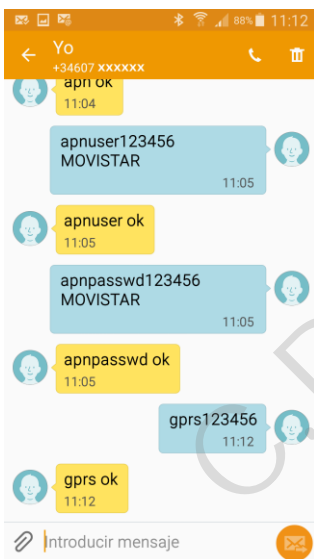 88% 11:12
Yo
+34607 xxxxxx
apn ok
11:04
apnuser123456
MOVISTAR
11:05
apnuser ok
11:05
apnpasswd123456
MOVISTAR
11:05
apnpasswd ok
11:05
gprs123456
11:12
gprs ok
11:12
Introducir mensaje